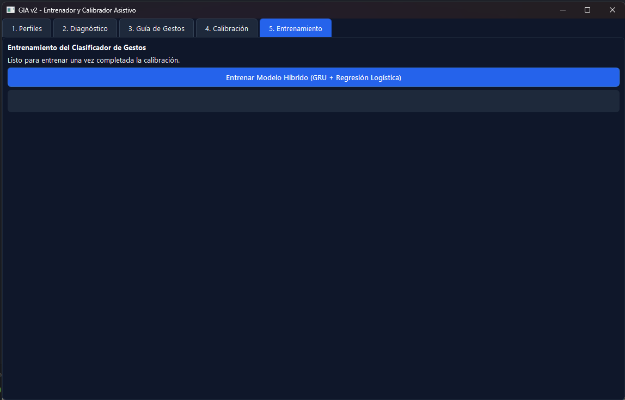 GIA v2 - Entrenador y Calibrador Asistivo
1. Perfiles 2. Diagnóstico 3. Guía de Gestos 4. Calibración 5. Entrenamiento
Entrenamiento del Clasificador de Gestos
Listo para entrenar una vez completada la calibración.
Entrenar Modelo Híbrido (GRU + Regresión Logística)